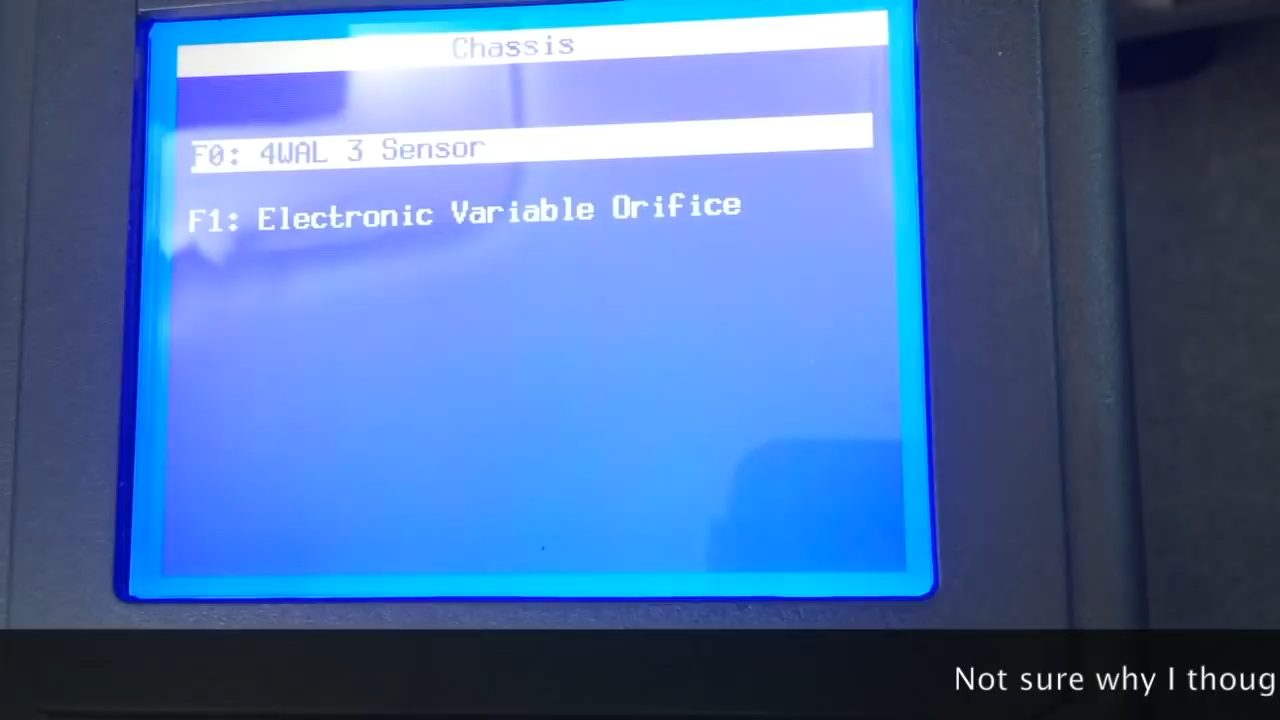 Chassis
F0: 4WAL 3 Sensor
F1: Electronic Variable Orifice
Not sure why I thoug